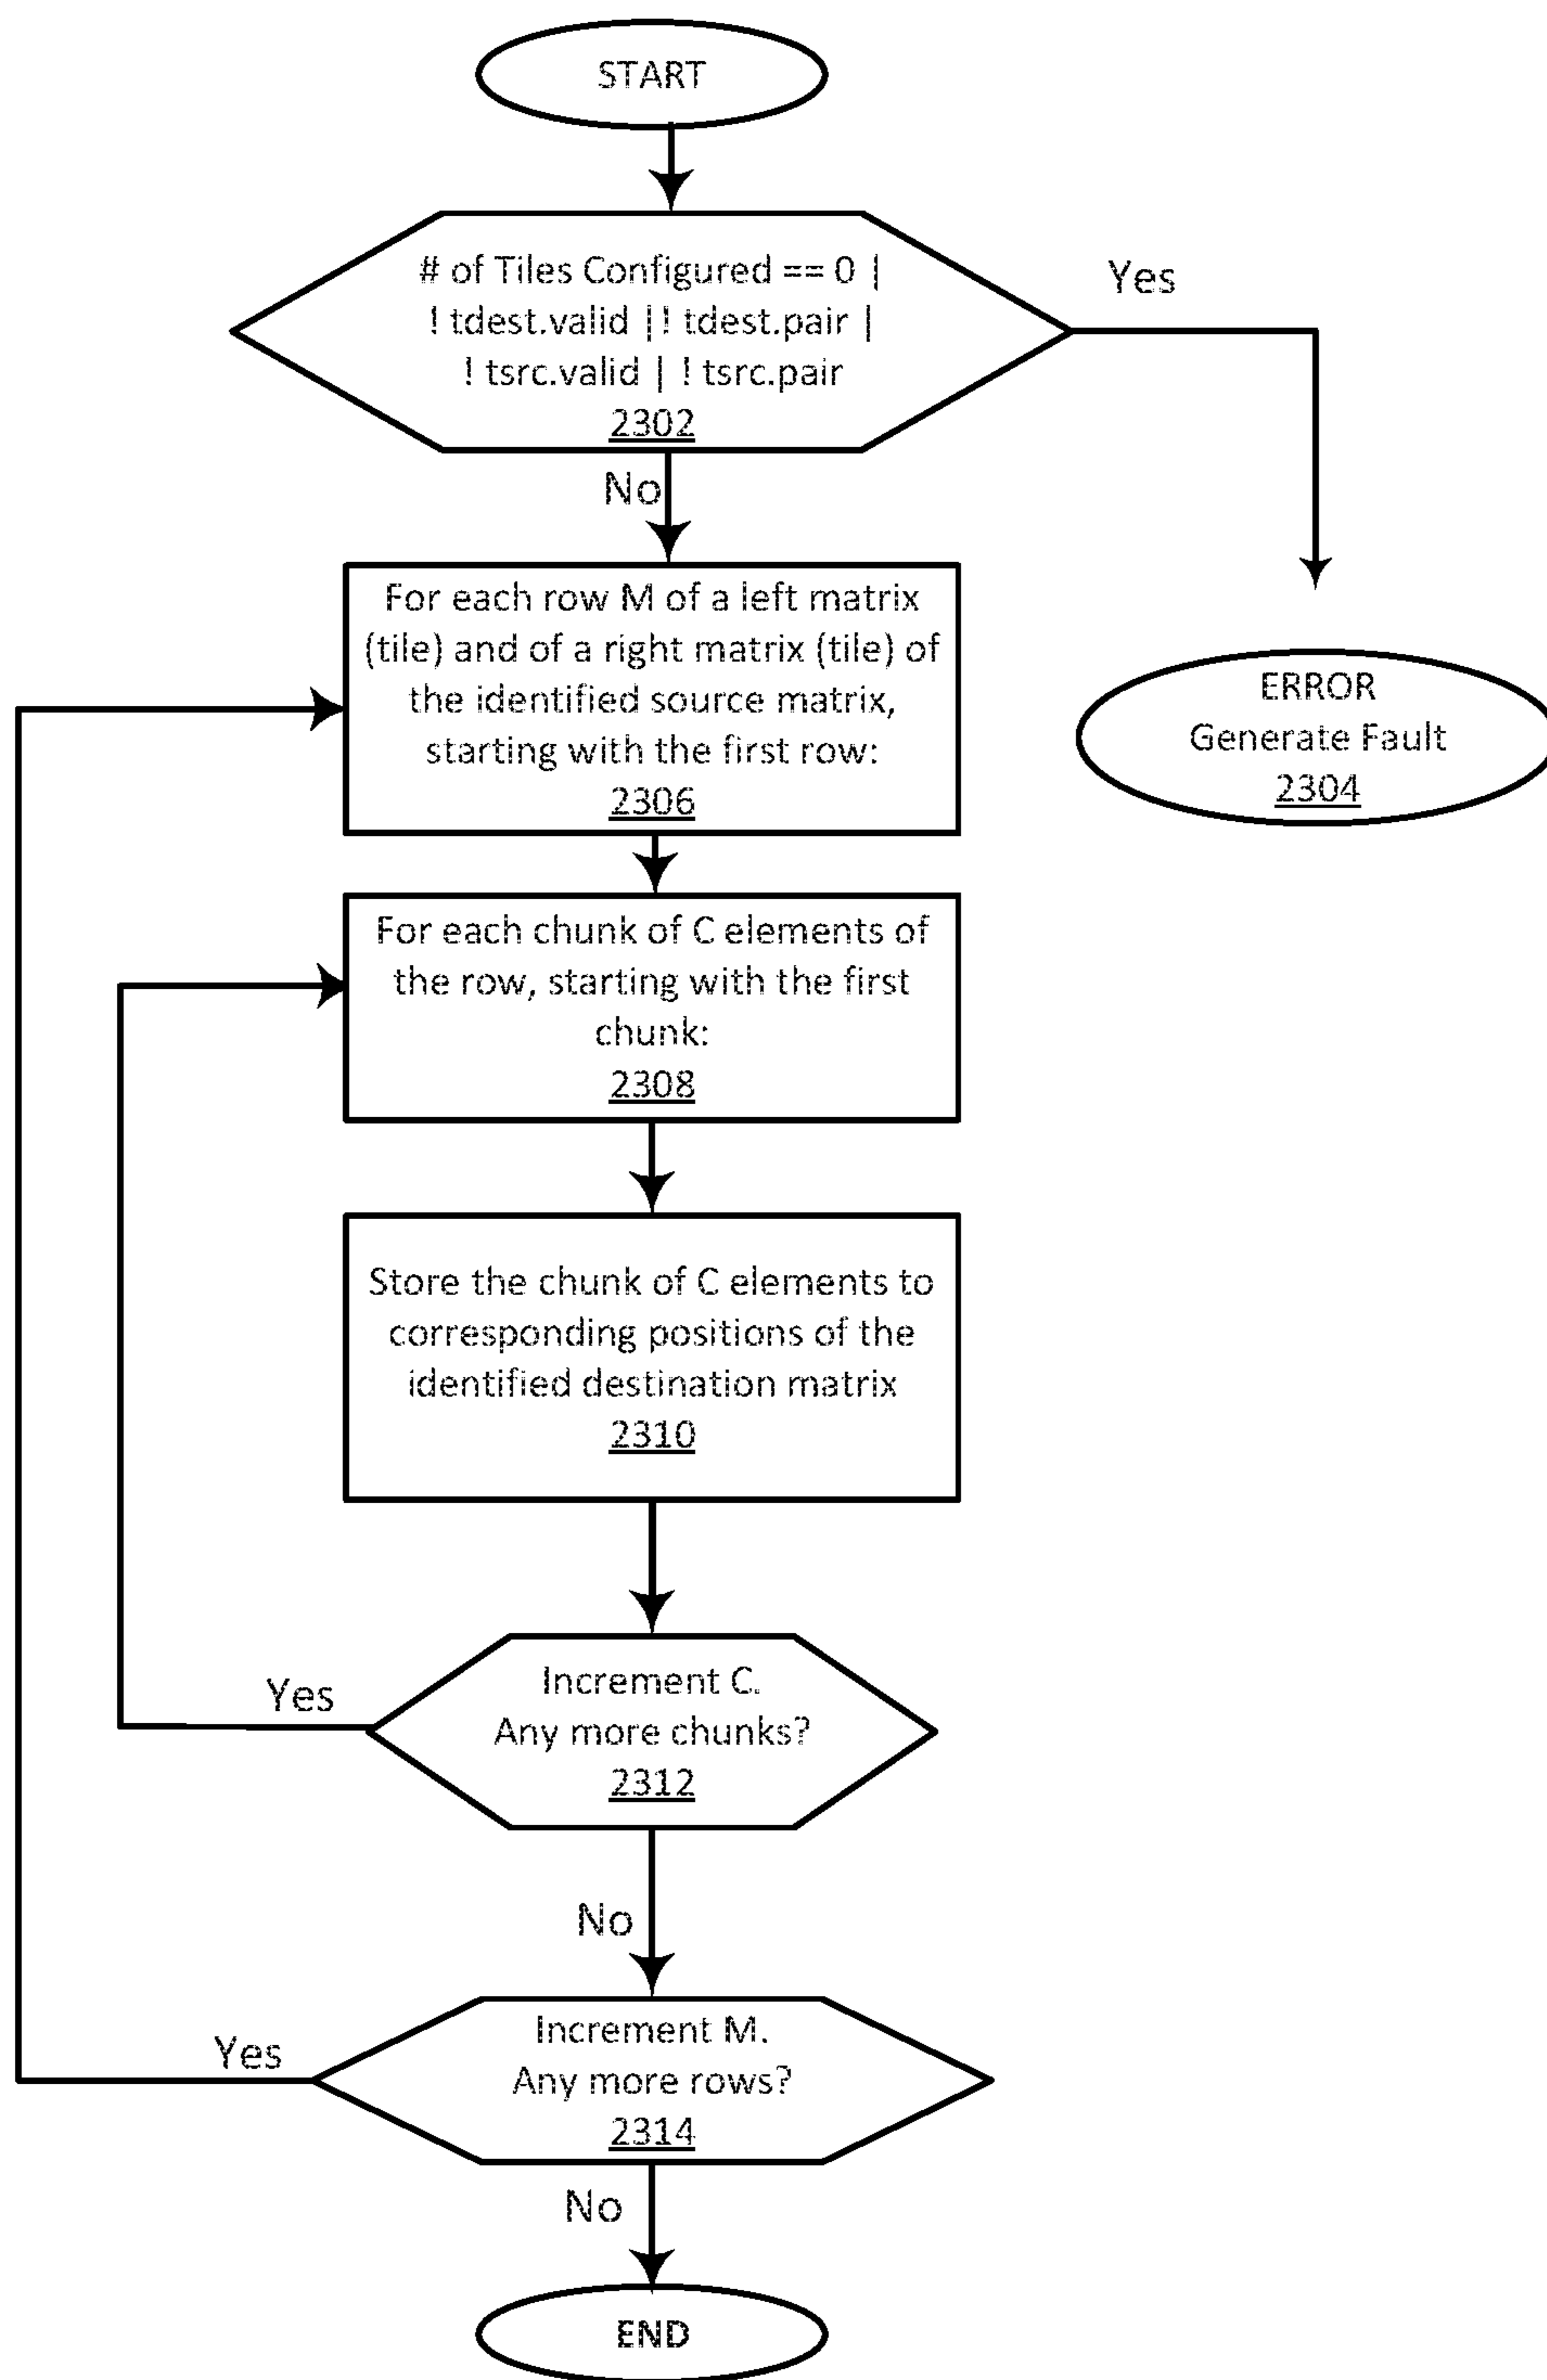 START
# of Tiles Configured == 0 |
! tdest.valid |! tdest.pair |
! tsrc.valid | ! tsrc.pair
2302
Yes
No
For each row M of a left matrix
(tile) and of a right matrix (tile) of
the identified source matrix,
starting with the first row:
2306
ERROR
Generate Fault
2304
For each chunk of C elements of
the row, starting with the first
chunk:
2308
Store the chunk of C elements to
corresponding positions of the
identified destination matrix
2310
Increment C.
Any more chunks?
2312
Yes
No
Increment M.
Any more rows?
2314
Yes
No
END